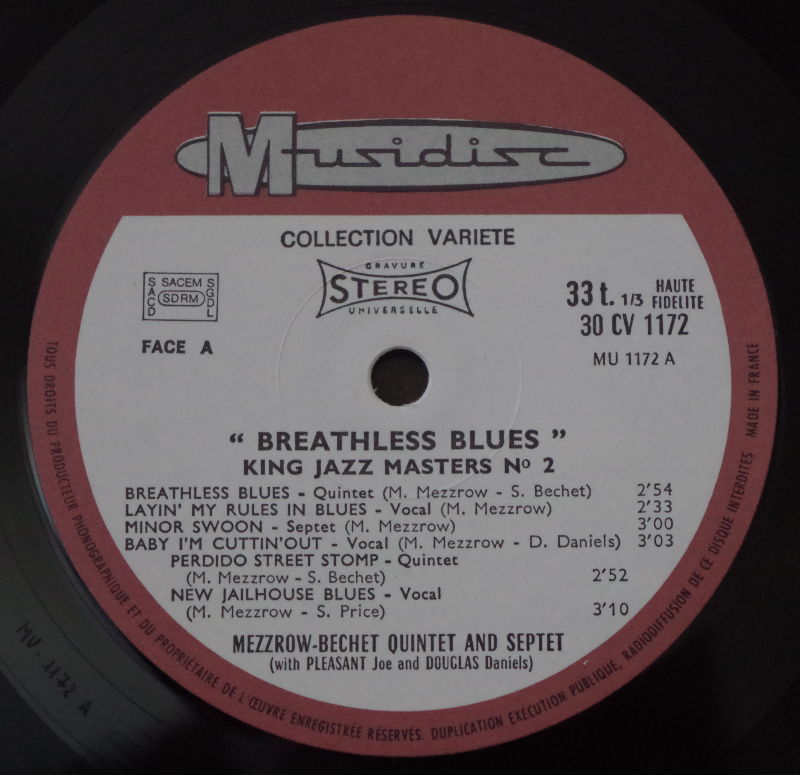 Musidisc
COLLECTION VARIETE
GRAVURE
STEREO
UNIVERSELLE
SACEM
SACD
SDRM
SGDL
FACE A
33 t. 1/3 HAUTE FIDELITE
30 CV 1172
MU 1172 A
“ BREATHLESS BLUES ”
KING JAZZ MASTERS No 2
BREATHLESS BLUES - Quintet (M. Mezzrow - S. Bechet) 2'54
LAYIN' MY RULES IN BLUES - Vocal (M. Mezzrow) 2'33
MINOR SWOON - Septet (M. Mezzrow) 3'00
BABY I'M CUTTIN'OUT - Vocal (M. Mezzrow - D. Daniels) 3'03
PERDIDO STREET STOMP - Quintet
(M. Mezzrow - S. Bechet) 2'52
NEW JAILHOUSE BLUES - Vocal
(M. Mezzrow - S. Price) 3'10
MEZZROW-BECHET QUINTET AND SEPTET
(with PLEASANT Joe and DOUGLAS Daniels)
TOUS DROITS DU PRODUCTEUR PHONOGRAPHIQUE ET DU PROPRIÉTAIRE DE L'ŒUVRE ENREGISTRÉE RÉSERVÉS. DUPLICATION EXECUTION PUBLIQUE, RADIODIFFUSION DE CE DISQUE INTERDITES MADE IN FRANCE
MU. 1172 A